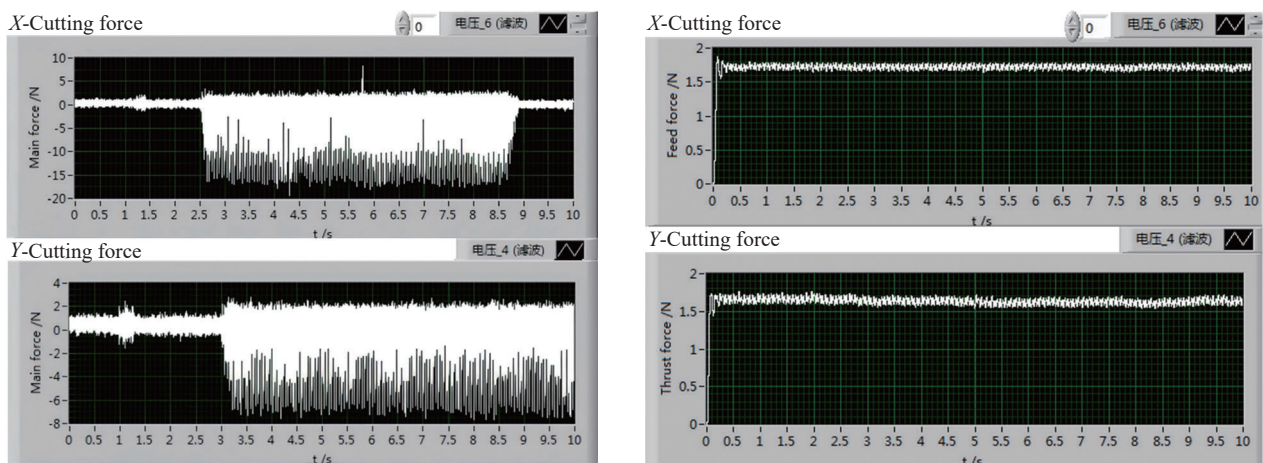 X-Cutting force
0
电压_6 (滤波)
Main force /N
10
5
0
-5
-10
-15
-20
0 0.5 1 1.5 2 2.5 3 3.5 4 4.5 5 5.5 6 6.5 7 7.5 8 8.5 9 9.5 10
t /s
Y-Cutting force
电压_4 (滤波)
Main force /N
4
2
0
-2
-4
-6
-8
0 0.5 1 1.5 2 2.5 3 3.5 4 4.5 5 5.5 6 6.5 7 7.5 8 8.5 9 9.5 10
t /s
X-Cutting force
0
电压_6 (滤波)
Feed force /N
2
1.5
1
0.5
0
0 0.5 1 1.5 2 2.5 3 3.5 4 4.5 5 5.5 6 6.5 7 7.5 8 8.5 9 9.5 10
t /s
Y-Cutting force
电压_4 (滤波)
Thrust force /N
2
1.5
1
0.5
0
0 0.5 1 1.5 2 2.5 3 3.5 4 4.5 5 5.5 6 6.5 7 7.5 8 8.5 9 9.5 10
t /s